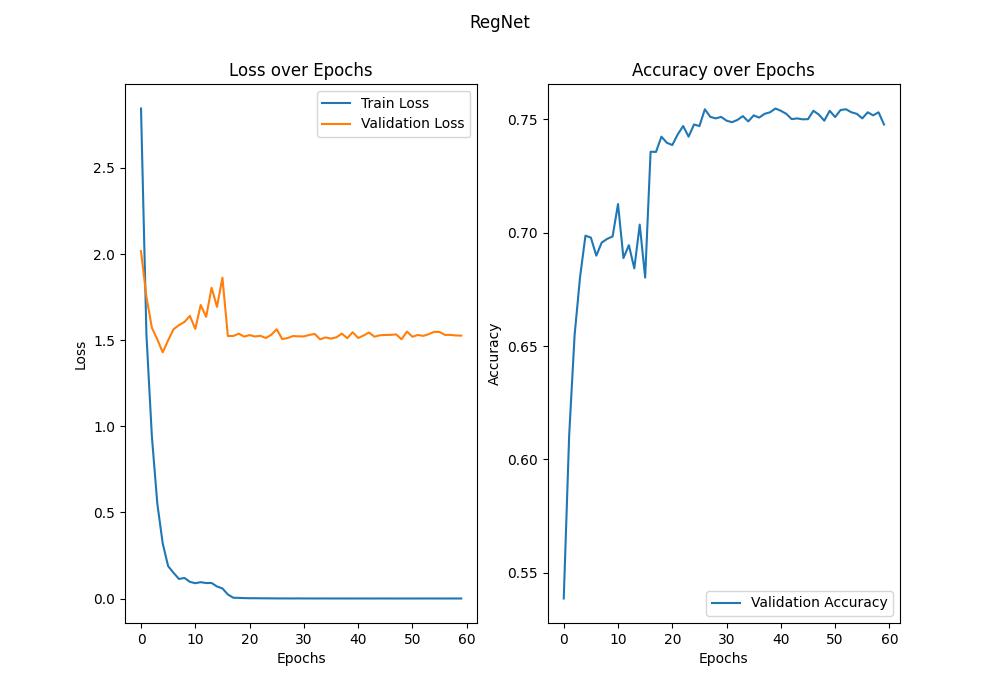 RegNet
Loss over Epochs
Train Loss
Validation Loss
2.5
2.0
1.5
1.0
0.5
0.0
Loss
0 10 20 30 40 50 60
Epochs
Accuracy over Epochs
0.75
0.70
0.65
0.60
0.55
Accuracy
Validation Accuracy
0 10 20 30 40 50 60
Epochs